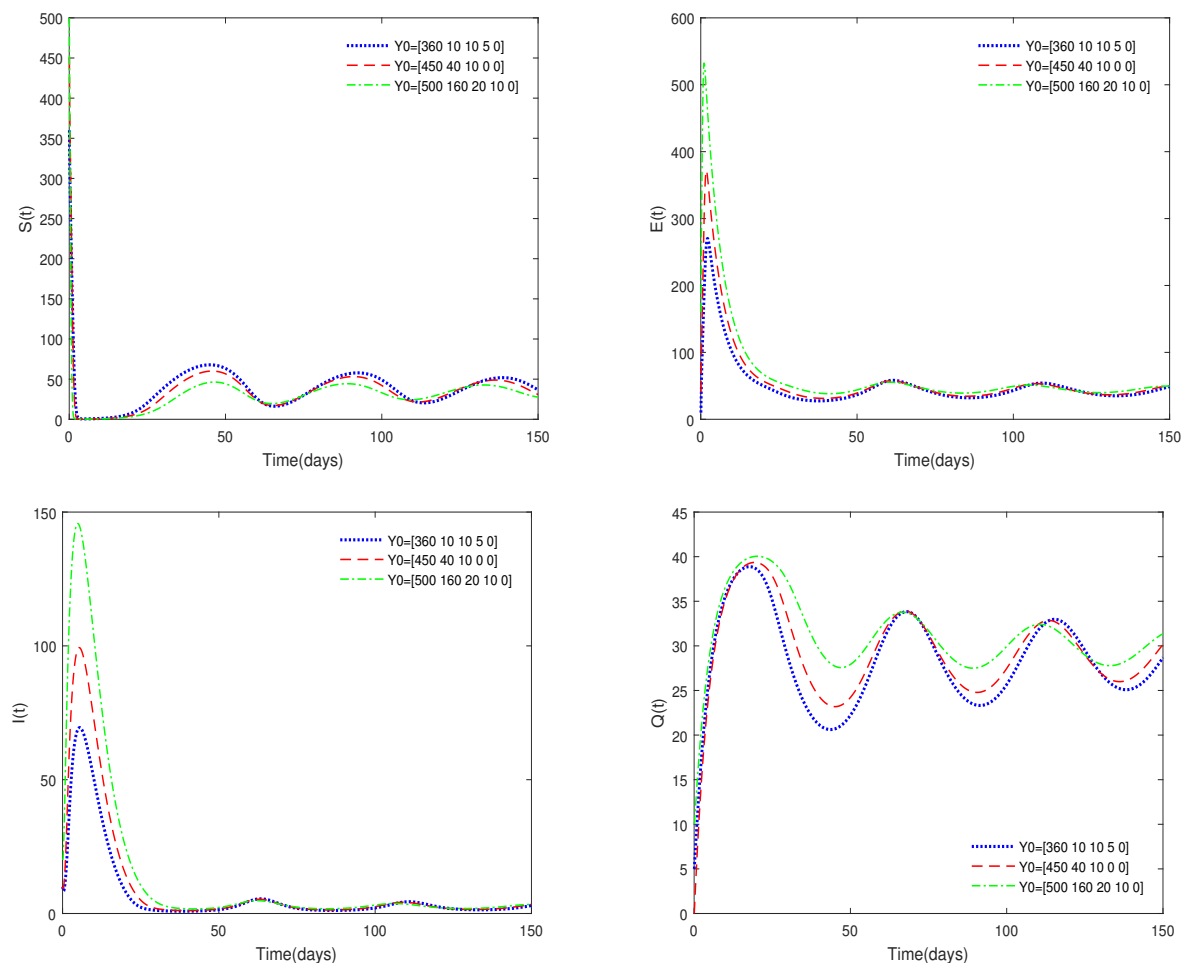 500
450
400
350
300
250
200
150
100
50
0
S(t)
0 50 100 150
Time(days)
Y0=[360 10 10 5 0]
Y0=[450 40 10 0 0]
Y0=[500 160 20 10 0]
600
500
400
300
200
100
0
E(t)
0 50 100 150
Time(days)
Y0=[360 10 10 5 0]
Y0=[450 40 10 0 0]
Y0=[500 160 20 10 0]
150
100
50
0
I(t)
0 50 100 150
Time(days)
Y0=[360 10 10 5 0]
Y0=[450 40 10 0 0]
Y0=[500 160 20 10 0]
45
40
35
30
25
20
15
10
5
0
Q(t)
0 50 100 150
Time(days)
Y0=[360 10 10 5 0]
Y0=[450 40 10 0 0]
Y0=[500 160 20 10 0]